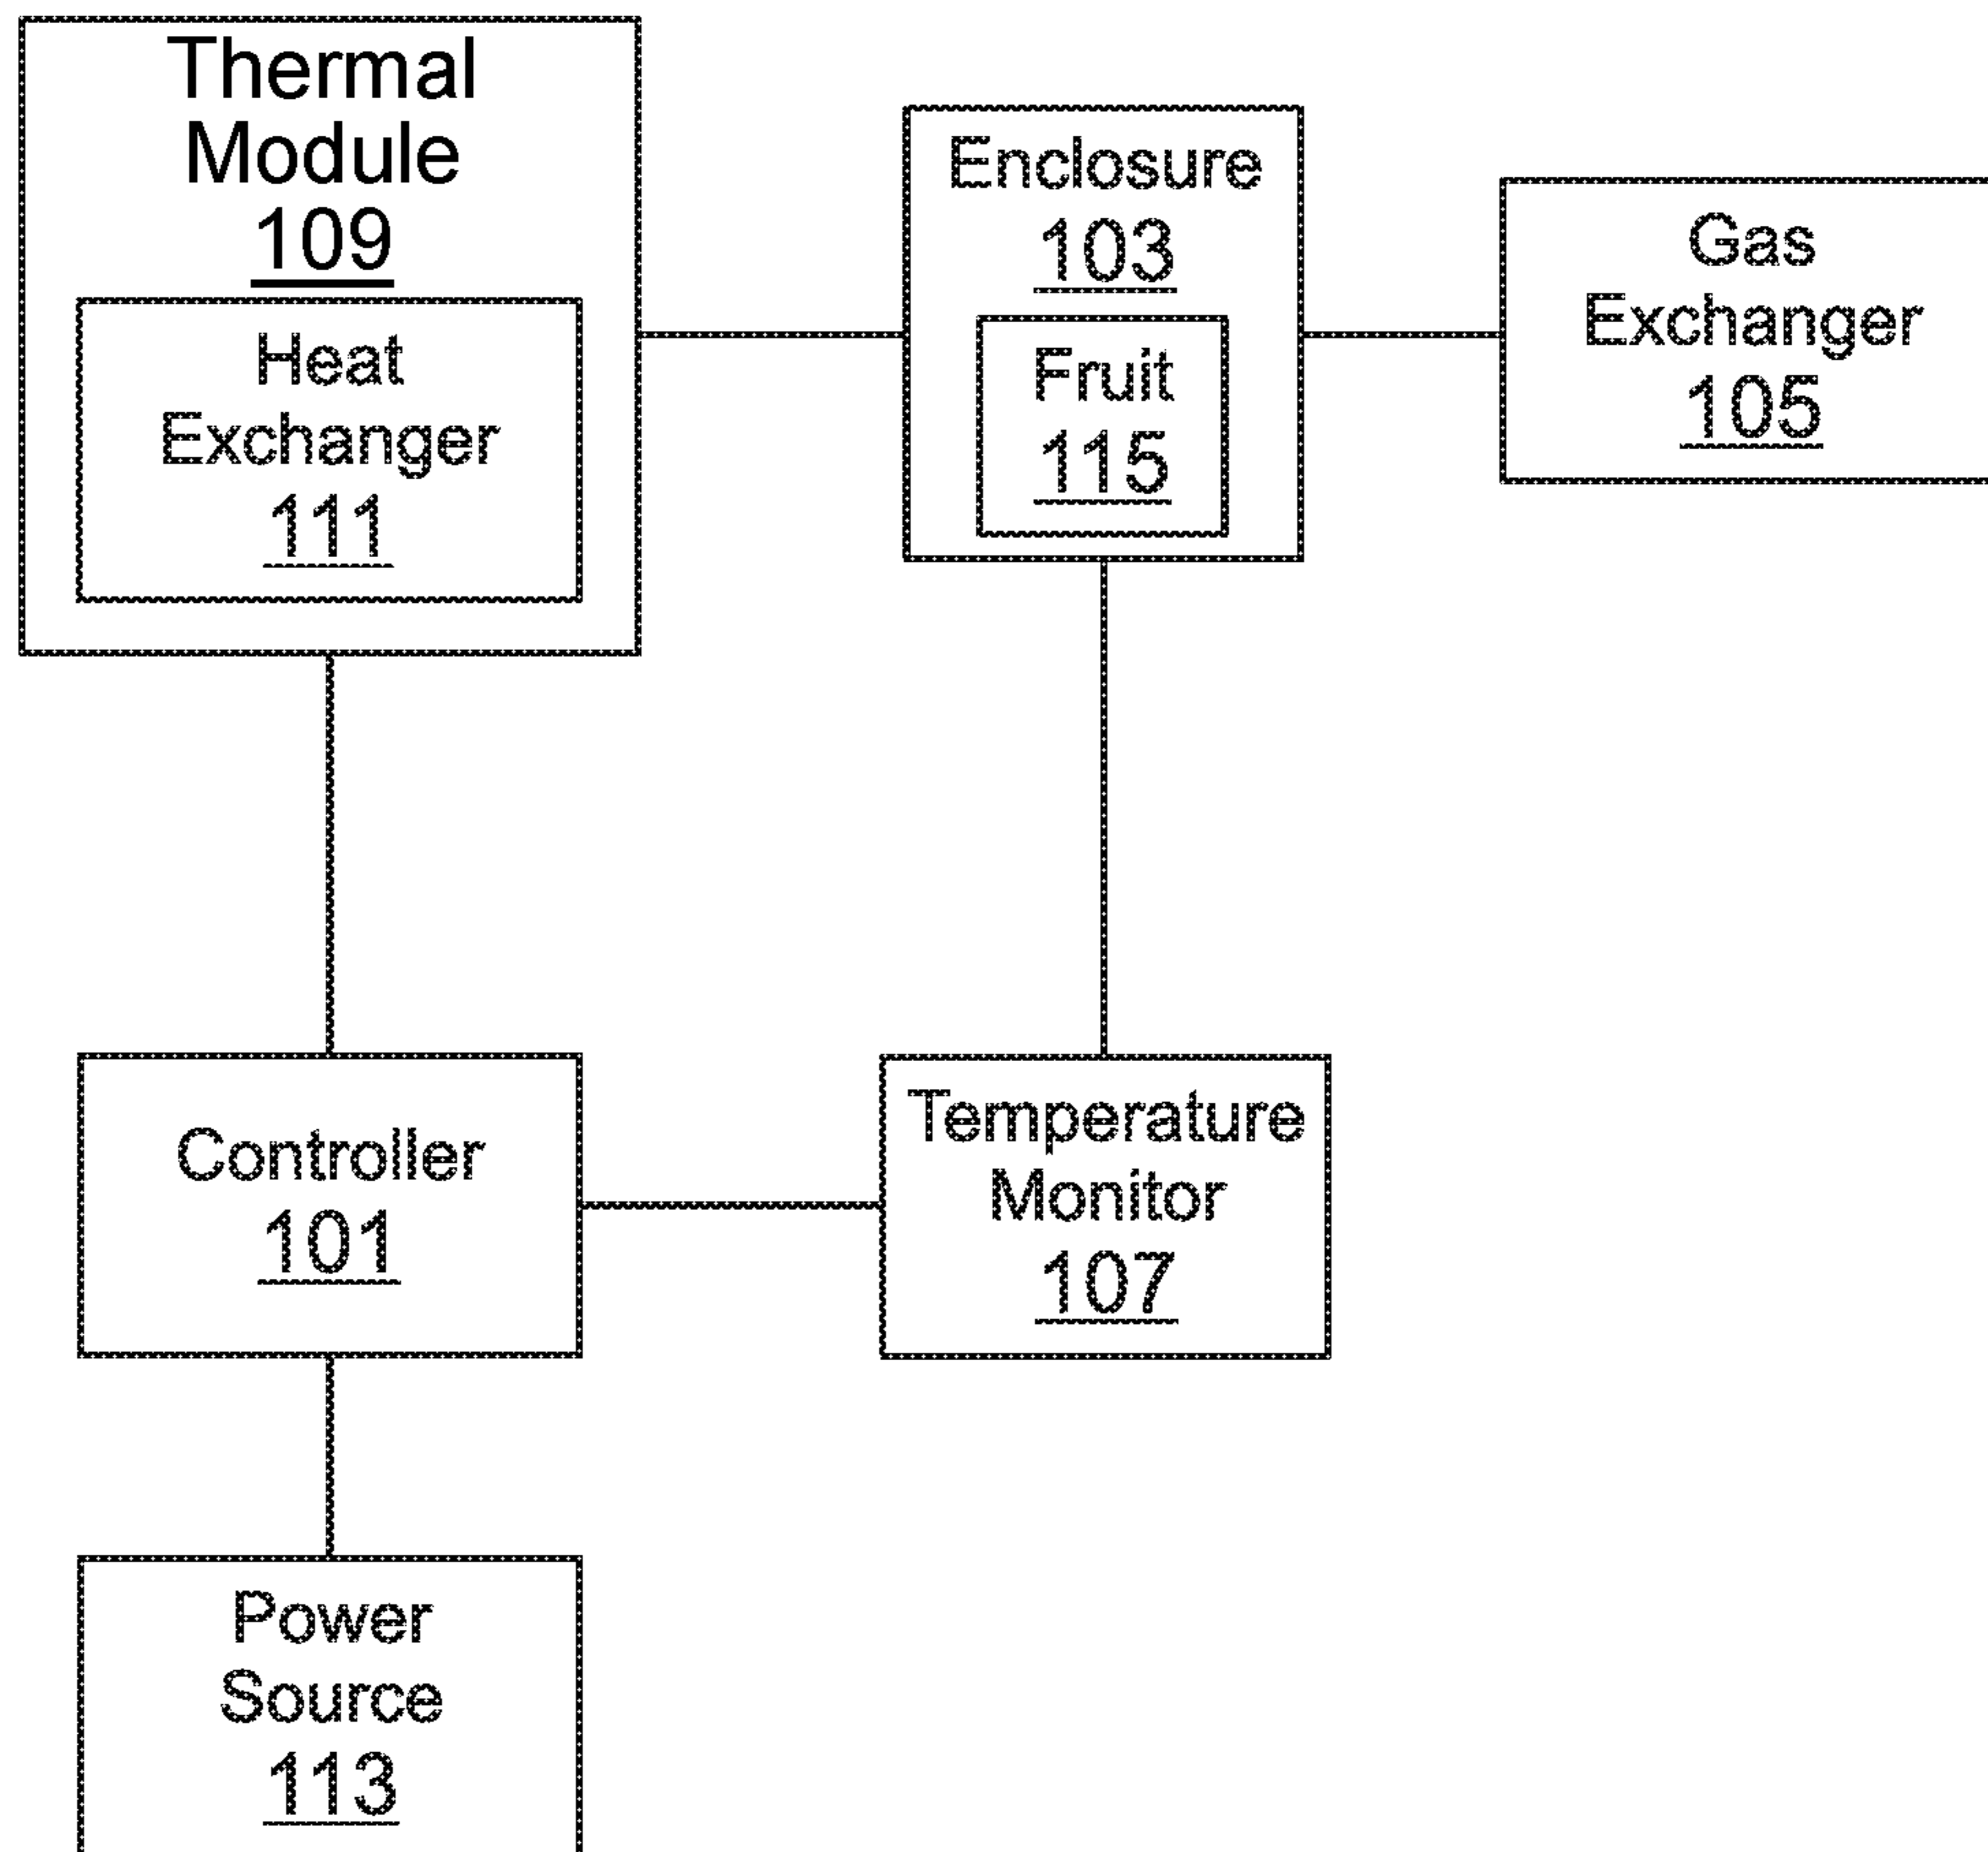 Thermal
Module
109
Heat
Exchanger
111
Enclosure
103
Fruit
115
Gas
Exchanger
105
Controller
101
Temperature
Monitor
107
Power
Source
113